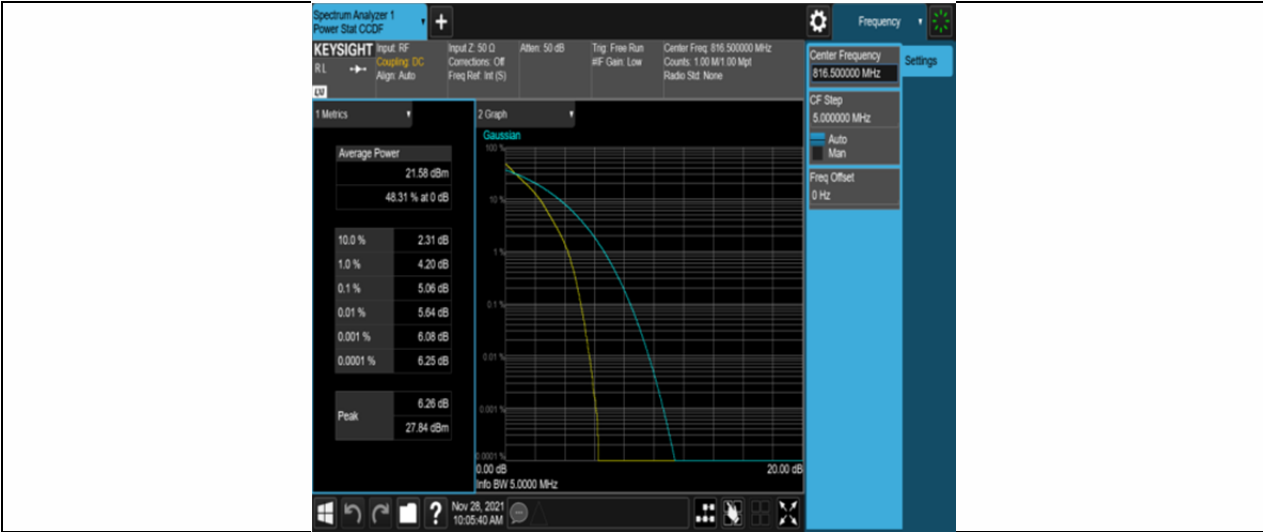 Spectrum Analyzer 1
Power Stat CCDF
Frequency
KEYSIGHT
RL
LV
Input: RF
Coupling: DC
Align: Auto
Input Z: 50 Ω
Corrections: Off
Freq Ref: Int (S)
Atten: 50 dB
Trig: Free Run
#IF Gain: Low
Center Freq: 816.500000 MHz
Counts: 1.00 M/1.00 Mpt
Radio Std: None
Center Frequency
816.500000 MHz
Settings
CF Step
5.000000 MHz
Auto
Man
Freq Offset
0 Hz
1 Metrics
Average Power
21.58 dBm
48.31 % at 0 dB
10.0 % 2.31 dB
1.0 % 4.20 dB
0.1 % 5.06 dB
0.01 % 5.64 dB
0.001 % 6.08 dB
0.0001 % 6.25 dB
Peak
6.26 dB
27.84 dBm
2 Graph
Gaussian
100 %
10 %
1 %
0.1 %
0.01 %
0.001 %
0.0001 %
0.00 dB 20.00 dB
Info BW 5.0000 MHz
?
Nov 28, 2021
10:05:40 AM